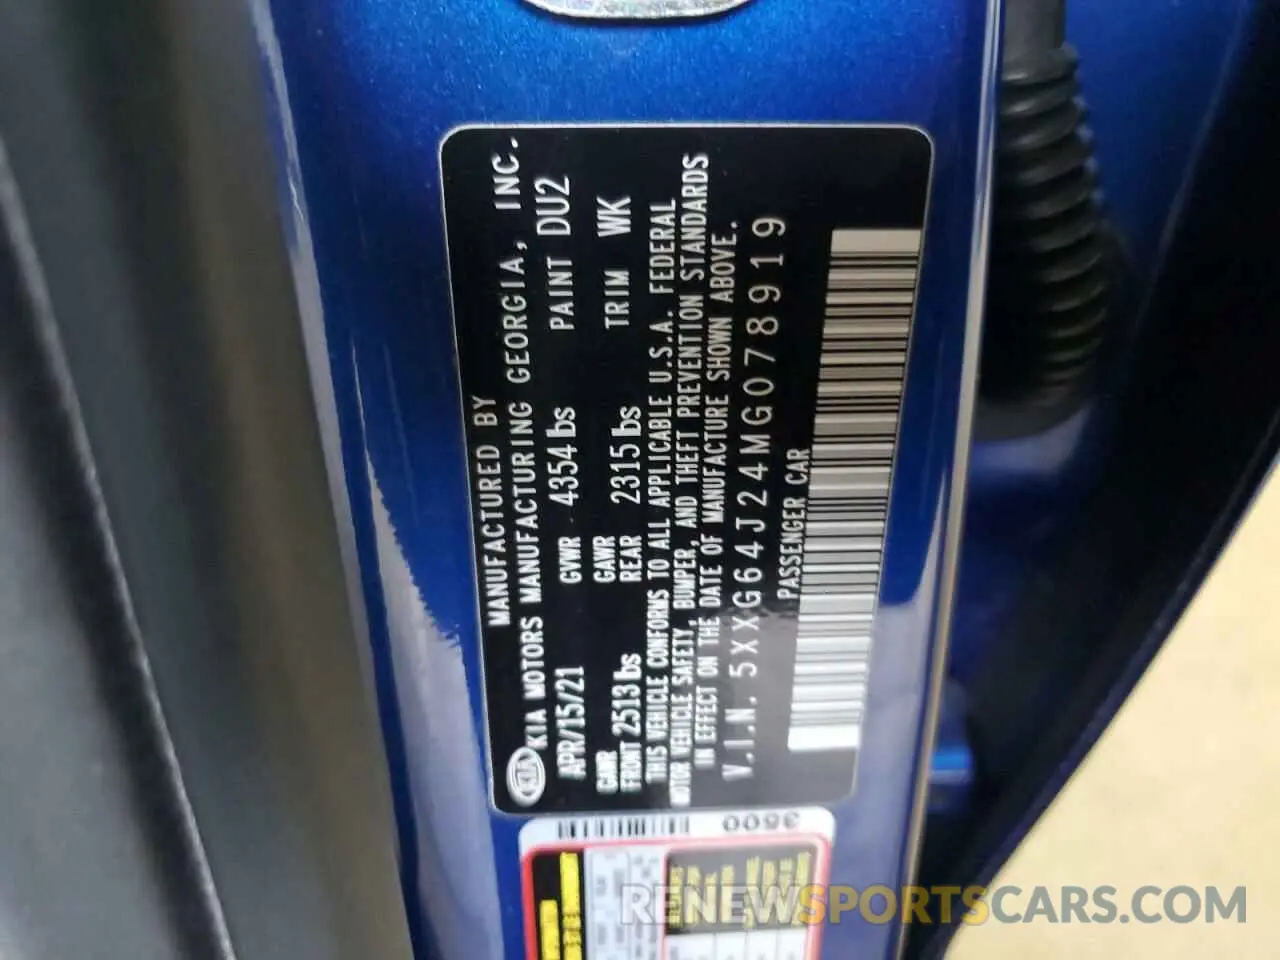 MANUFACTURED BY
KIA KIA MOTORS MANUFACTURING GEORGIA, INC.
APR/15/21 GVWR 4354 lbs PAINT DU2
GAWR FRONT 2513 lbs GAWR REAR 2315 lbs TRIM WK
THIS VEHICLE CONFORMS TO ALL APPLICABLE U.S.A. FEDERAL
MOTOR VEHICLE SAFETY, BUMPER, AND THEFT PREVENTION STANDARDS
IN EFFECT ON THE DATE OF MANUFACTURE SHOWN ABOVE.
V.I.N. 5XXG64J24MG078919
PASSENGER CAR
3500
RENEWSPORTSCARS.COM